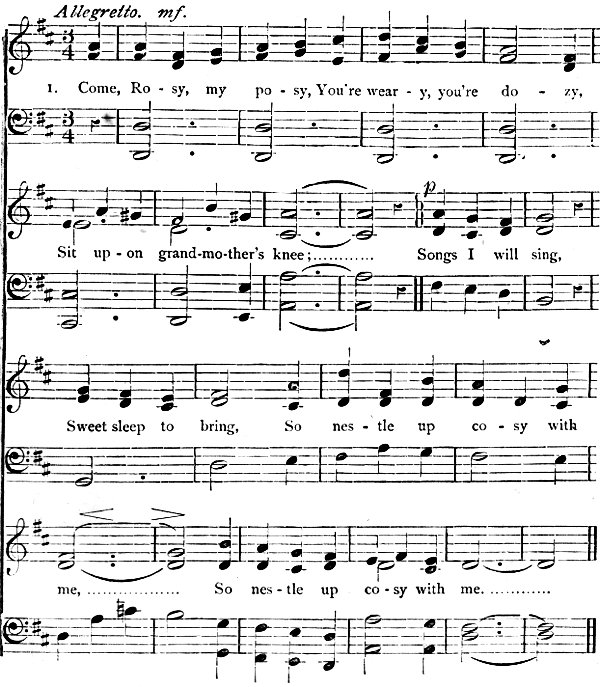 Allegretto. mf.
1. Come, Ro - sy, my po - sy, You're wear - y, you're do - zy,
Sit up - on grand-mo-ther's knee;............ Songs I will sing,
p
Sweet sleep to bring, So nes - tle up co - sy with
me, .................. So nes - tle up co - sy with me.............